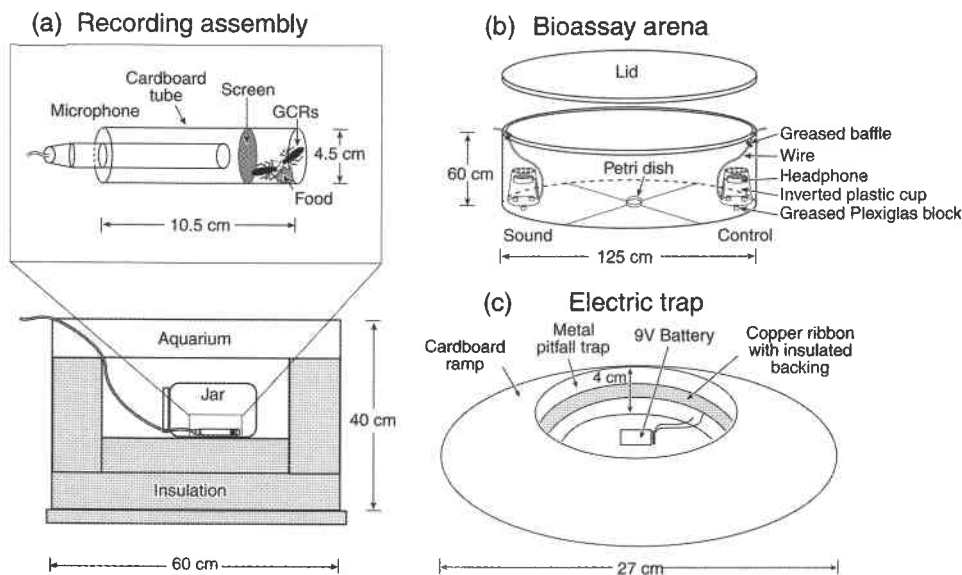 (a) Recording assembly
Cardboard
tube
Screen
Microphone
GCRs
4.5 cm
Food
10.5 cm
Aquarium
Jar
40 cm
Insulation
60 cm
(b) Bioassay arena
Lid
Greased baffle
Wire
60 cm
Petri dish
Headphone
Inverted plastic cup
Greased Plexiglas block
Sound
Control
125 cm
(c) Electric trap
Metal
pitfall trap
9V Battery
Copper ribbon
with insulated
backing
Cardboard
ramp
4 cm
27 cm